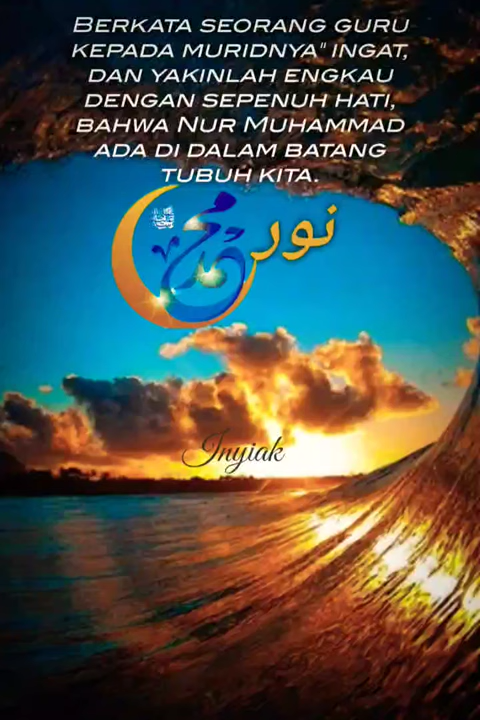 BERKATA SEORANG GURU
KEPADA MURIDNYA" INGAT,
DAN YAKINLAH ENGKAU
DENGAN SEPENUH HATI,
BAHWA NUR MUHAMMAD
ADA DI DALAM BATANG
TUBUH KITA.
نور محمد
Inyiak